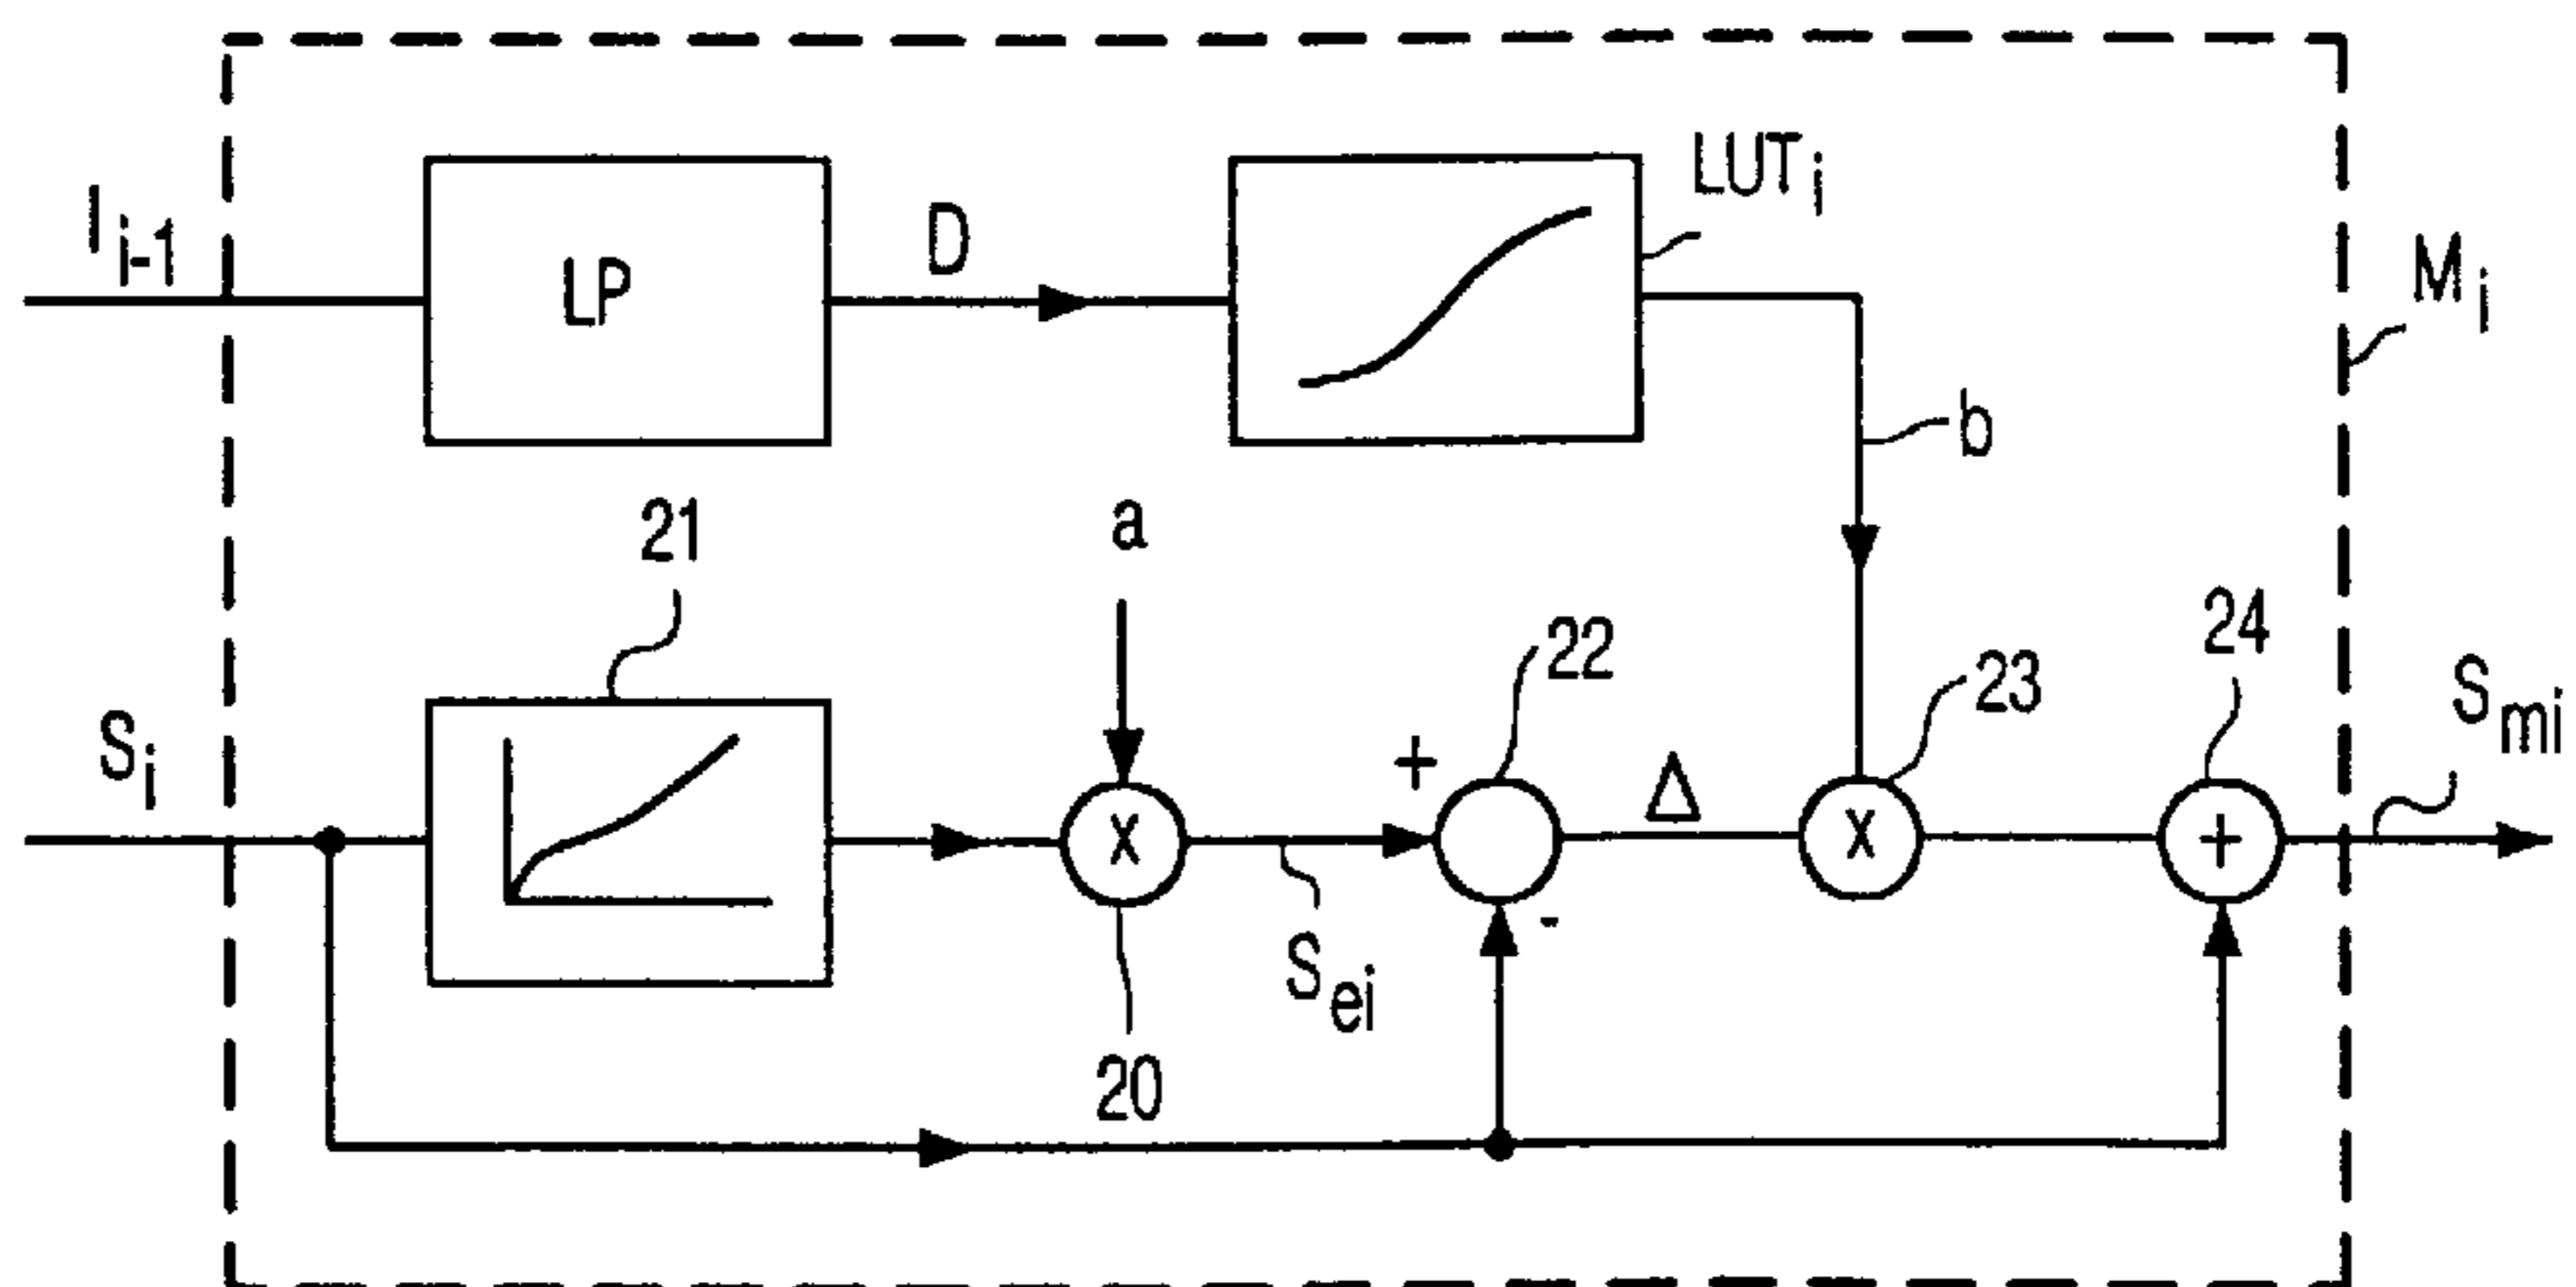 I i-1
LP
D
LUT i
M i
b
21
a
22
23
24
S i
x
+
-
Δ
x
+
S mi
S ei
20